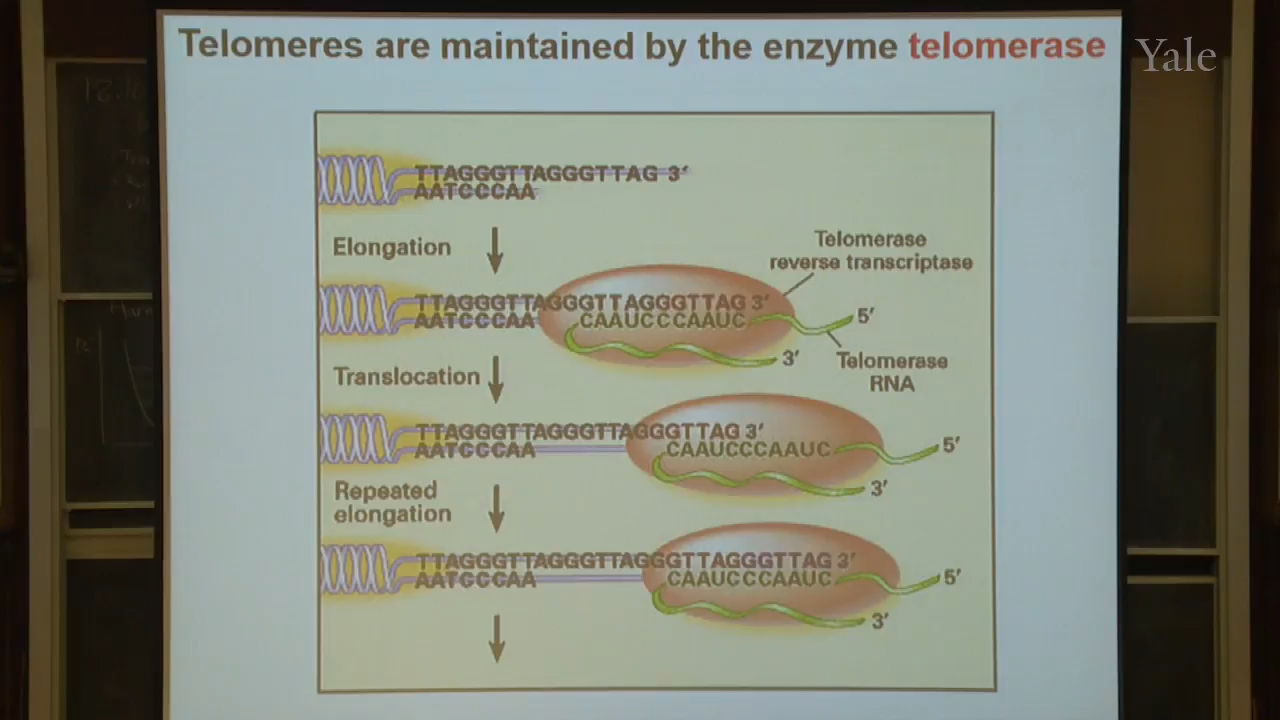 Telomeres are maintained by the enzyme telomerase
Yale
TTAGGGTTAGGGTTAG 3′
AATCCCAA
Elongation
Telomerase
reverse transcriptase
TTAGGGTTAGGGTTAGGGTTAG 3′
AATCCCAA
CAAUCCCAAUC
5′
3′
Telomerase
RNA
Translocation
TTAGGGTTAGGGTTAGGGTTAG 3′
AATCCCAA
CAAUCCCAAUC
5′
3′
Repeated
elongation
TTAGGGTTAGGGTTAGGGTTAGGGTTAG 3′
AATCCCAA
CAAUCCCAAUC
5′
3′